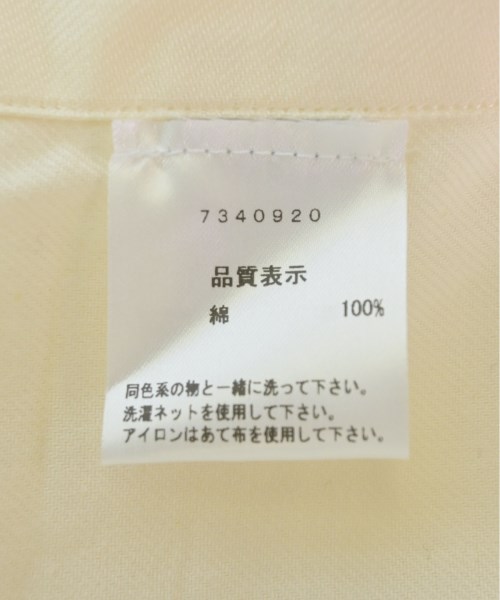 7340920
品質表示
綿 100%
同色系の物と一緒に洗って下さい。
洗濯ネットを使用して下さい。
アイロンはあて布を使用して下さい。